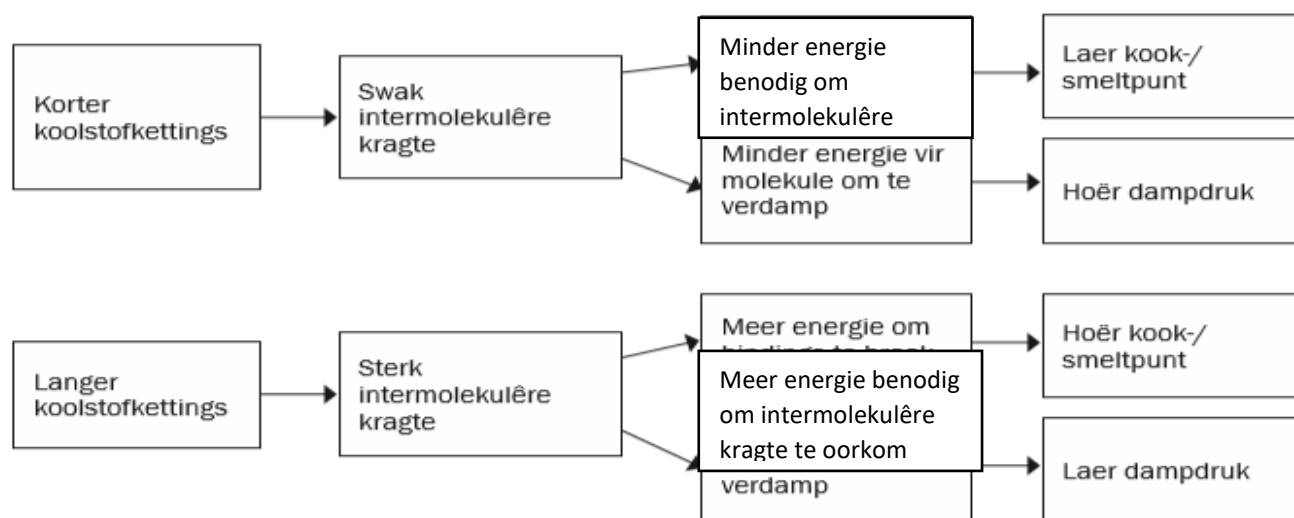 Korter
koolstofkettings
Swak
intermolekulêre
kragte
Minder energie
benodig om
intermolekulêre
Minder energie vir
molekule om te
verdamp
Laer kook-/
smeltpunt
Hoër dampdruk
Langer
koolstofkettings
Sterk
intermolekulêre
kragte
Meer energie om
Meer energie benodig
om intermolekulêre
kragte te oorkom
verdamp
Hoër kook-/
smeltpunt
Laer dampdruk